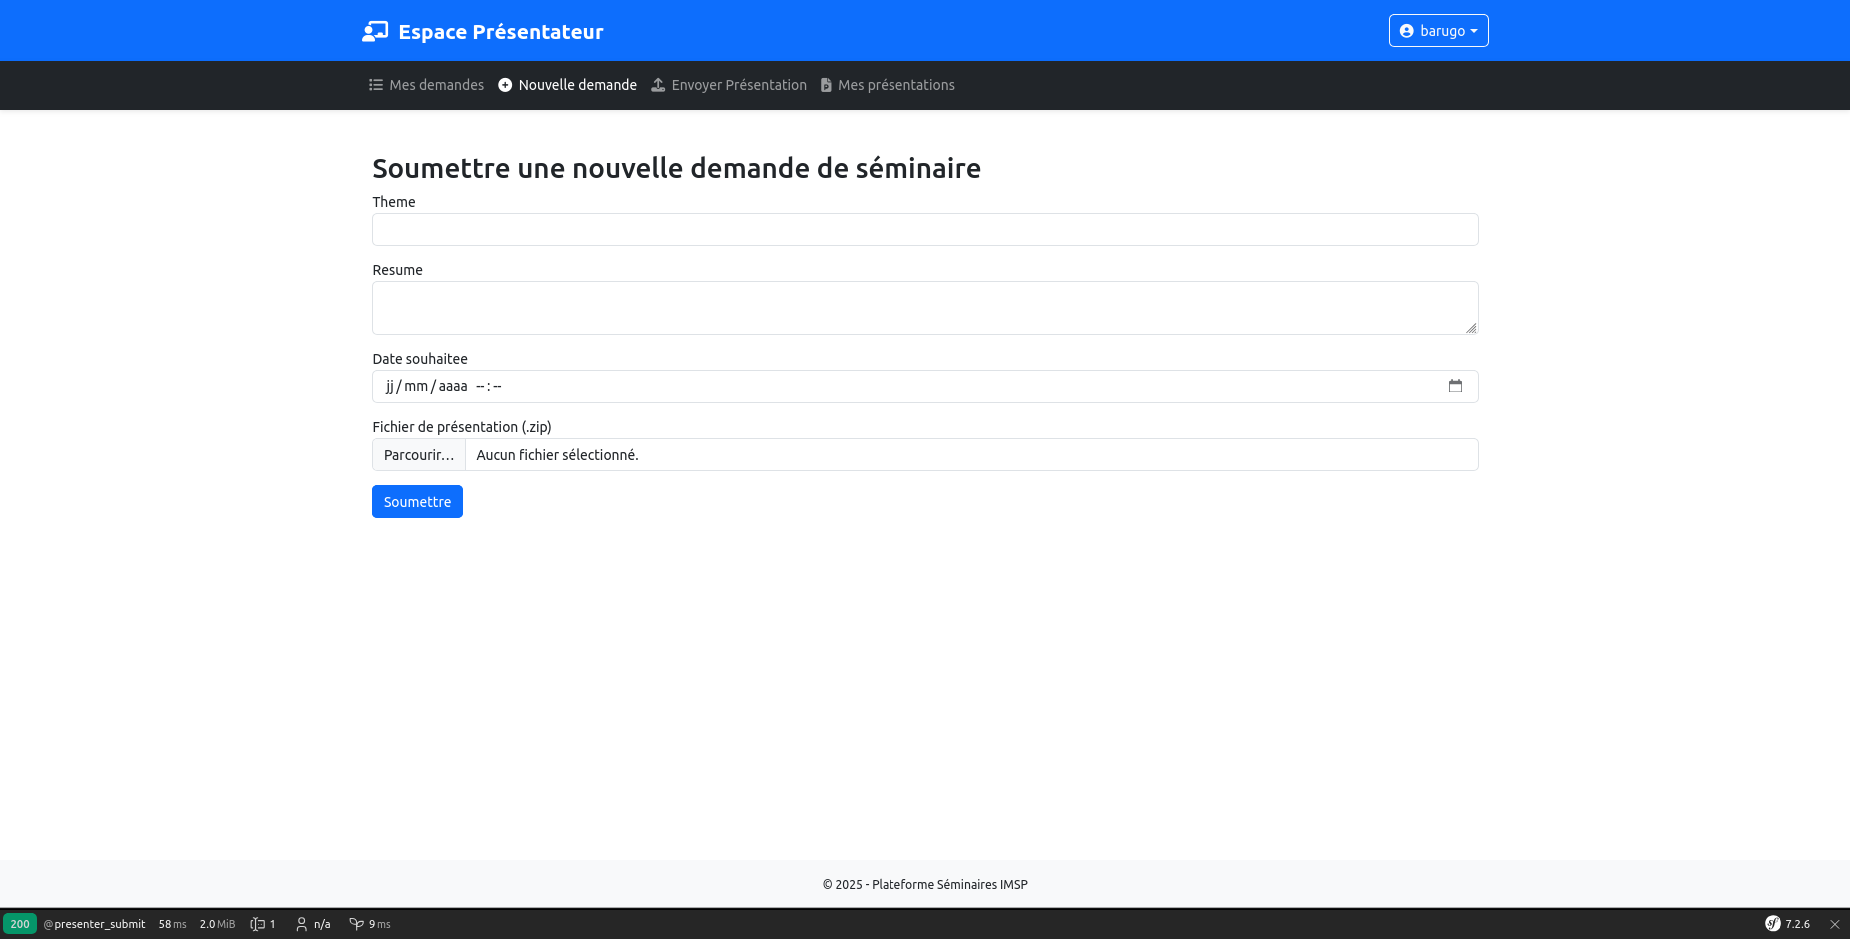 Espace Présentateur
barugo
Mes demandes Nouvelle demande Envoyer Présentation Mes présentations
Soumettre une nouvelle demande de séminaire
Theme
Resume
Date souhaitee
jj / mm / aaaa -- : --
Fichier de présentation (.zip)
Parcourir... Aucun fichier sélectionné.
Soumettre
© 2025 - Plateforme Séminaires IMSP
200 @presenter_submit 58 ms 2.0 MiB 1 n/a 9 ms sf 7.2.6